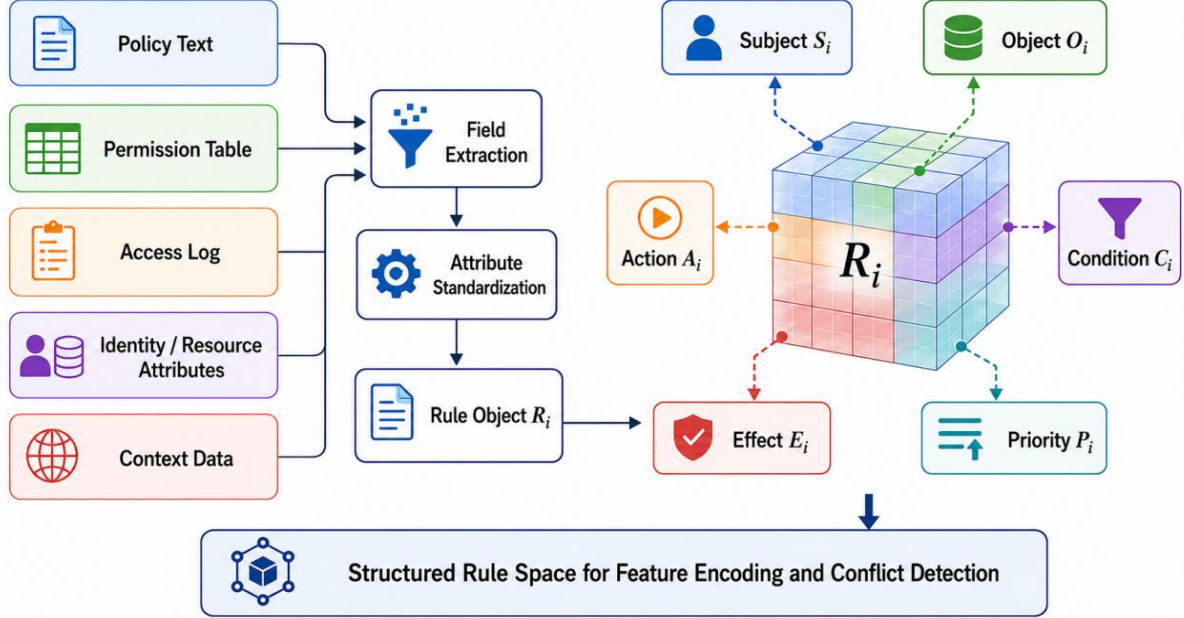 Policy Text
Permission Table
Access Log
Identity / Resource
Attributes
Context Data
Field
Extraction
Attribute
Standardization
Rule Object Rᵢ
Subject Sᵢ
Object Oᵢ
Action Aᵢ
Rᵢ
Condition Cᵢ
Effect Eᵢ
Priority Pᵢ
Structured Rule Space for Feature Encoding and Conflict Detection